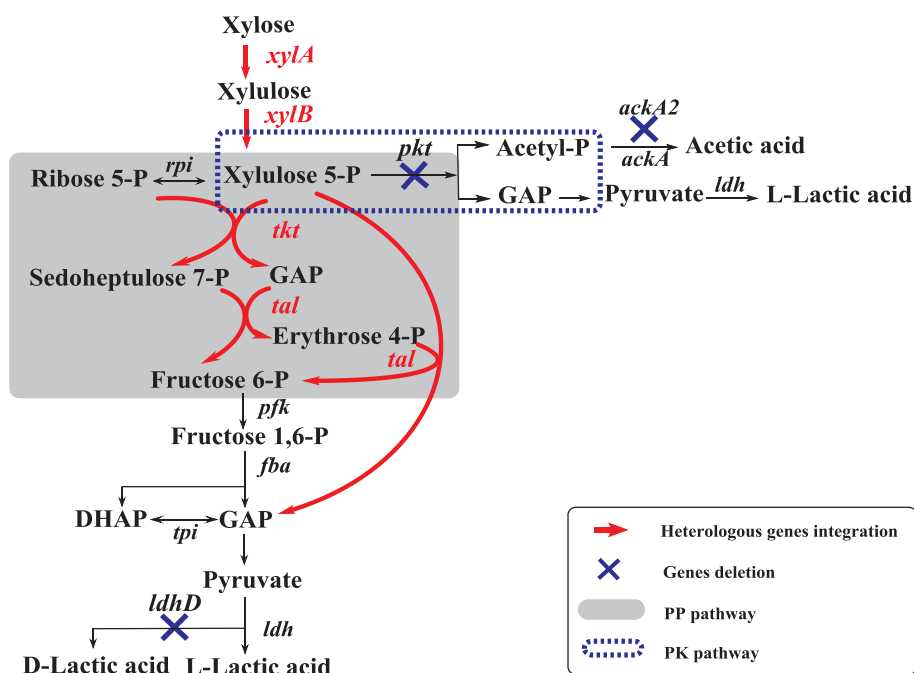 Xylose
xylA
Xylulose
xylB
ackA2
pkt
Acetyl-P
Acetic acid
ackA
Ribose 5-P
rpi
Xylulose 5-P
GAP
Pyruvate
ldh
L-Lactic acid
tkt
Sedoheptulose 7-P
GAP
tal
Erythrose 4-P
tal
Fructose 6-P
pfk
Fructose 1,6-P
fba
DHAP
tpi
GAP
Pyruvate
ldhD
ldh
D-Lactic acid
L-Lactic acid
Heterologous genes integration
Genes deletion
PP pathway
PK pathway